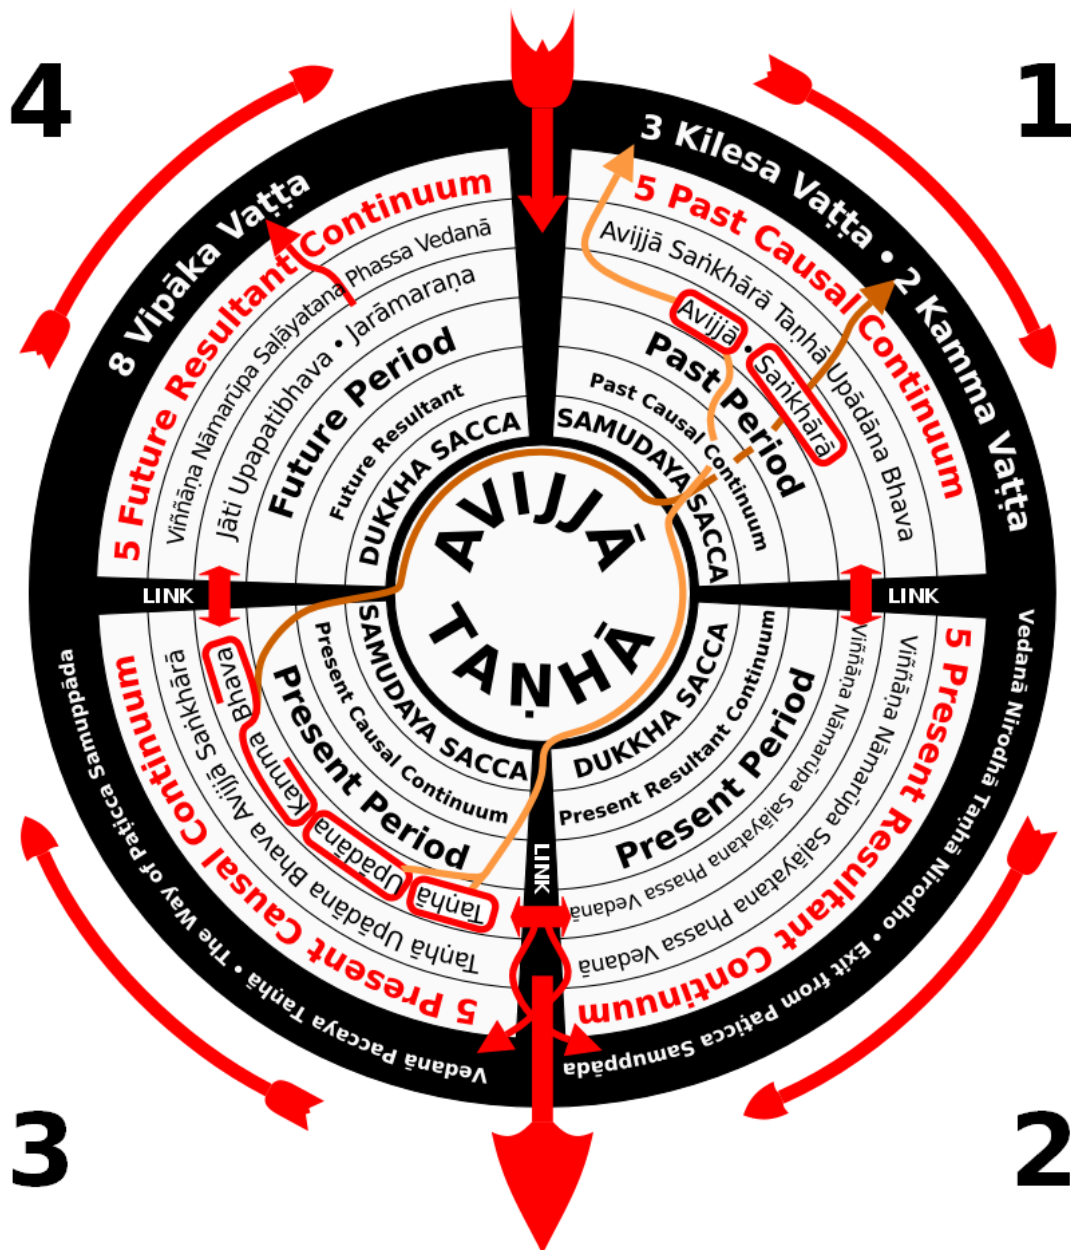 1
3 Kilesa Vaṭṭa • 2 Kamma Vaṭṭa
5 Past Causal Continuum
Avijjā Saṅkhārā Taṇhā Upādāna Bhava
Avijjā • Saṅkhārā
Past Period
Past Causal Continuum
SAMUDAYA SACCA
LINK
2
Vedanā Nirodhā Taṇhā Nirodho • Exit from Paṭicca Samuppāda
5 Present Resultant Continuum
Viññāṇa Nāmarūpa Saḷāyatana Phassa Vedanā
Viññāṇa Nāmarūpa Saḷāyatana Phassa Vedanā
Present Period
Present Resultant Continuum
DUKKHA SACCA
LINK
3
Vedanā Paccaya Taṇhā • The Way of Paṭicca Samuppāda
5 Present Causal Continuum
Taṇhā Upādāna Bhava Avijjā Saṅkhārā
Taṇhā Upādāna Kamma Bhava
Present Period
Present Causal Continuum
SAMUDAYA SACCA
LINK
4
8 Vipāka Vaṭṭa
5 Future Resultant Continuum
Viññāṇa Nāmarūpa Saḷāyatana Phassa Vedanā
Jāti Upapatibhava • Jarāmaraṇa
Future Period
Future Resultant
DUKKHA SACCA
AVIJJĀ
TAṆHĀ